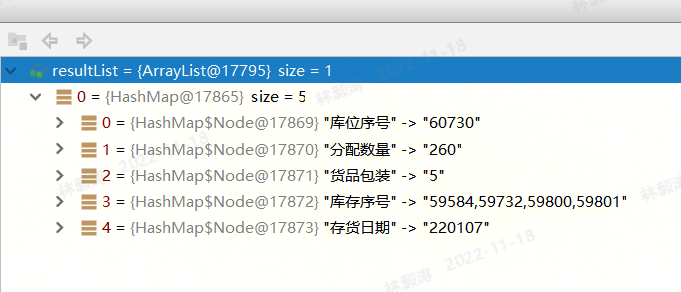 resultList = {ArrayList@17795} size = 1
0 = {HashMap@17865} size = 5
0 = {HashMap$Node@17869} "库位序号" -> "60730"
1 = {HashMap$Node@17870} "分配数量" -> "260"
2 = {HashMap$Node@17871} "货品包装" -> "5"
3 = {HashMap$Node@17872} "库存序号" -> "59584,59732,59800,59801"
4 = {HashMap$Node@17873} "存货日期" -> "220107"
林毅涛 2022-11-18